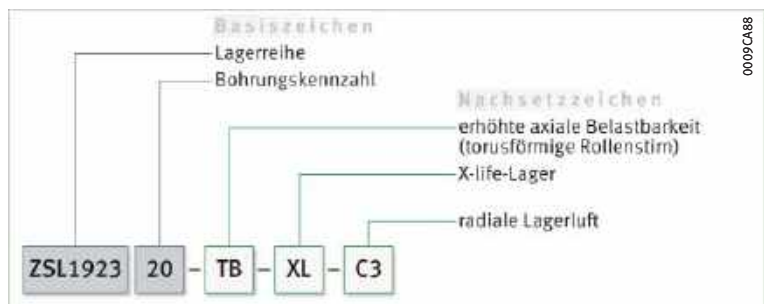 Basiszeichen
Lagerreihe
Bohrungskennzahl
Nachsetzzeichen
erhöhte axiale Belastbarkeit
(torusförmige Rollenstirn)
X-life-Lager
radiale Lagerluft
ZSL1923 20 – TB – XL – C3
0009CA88